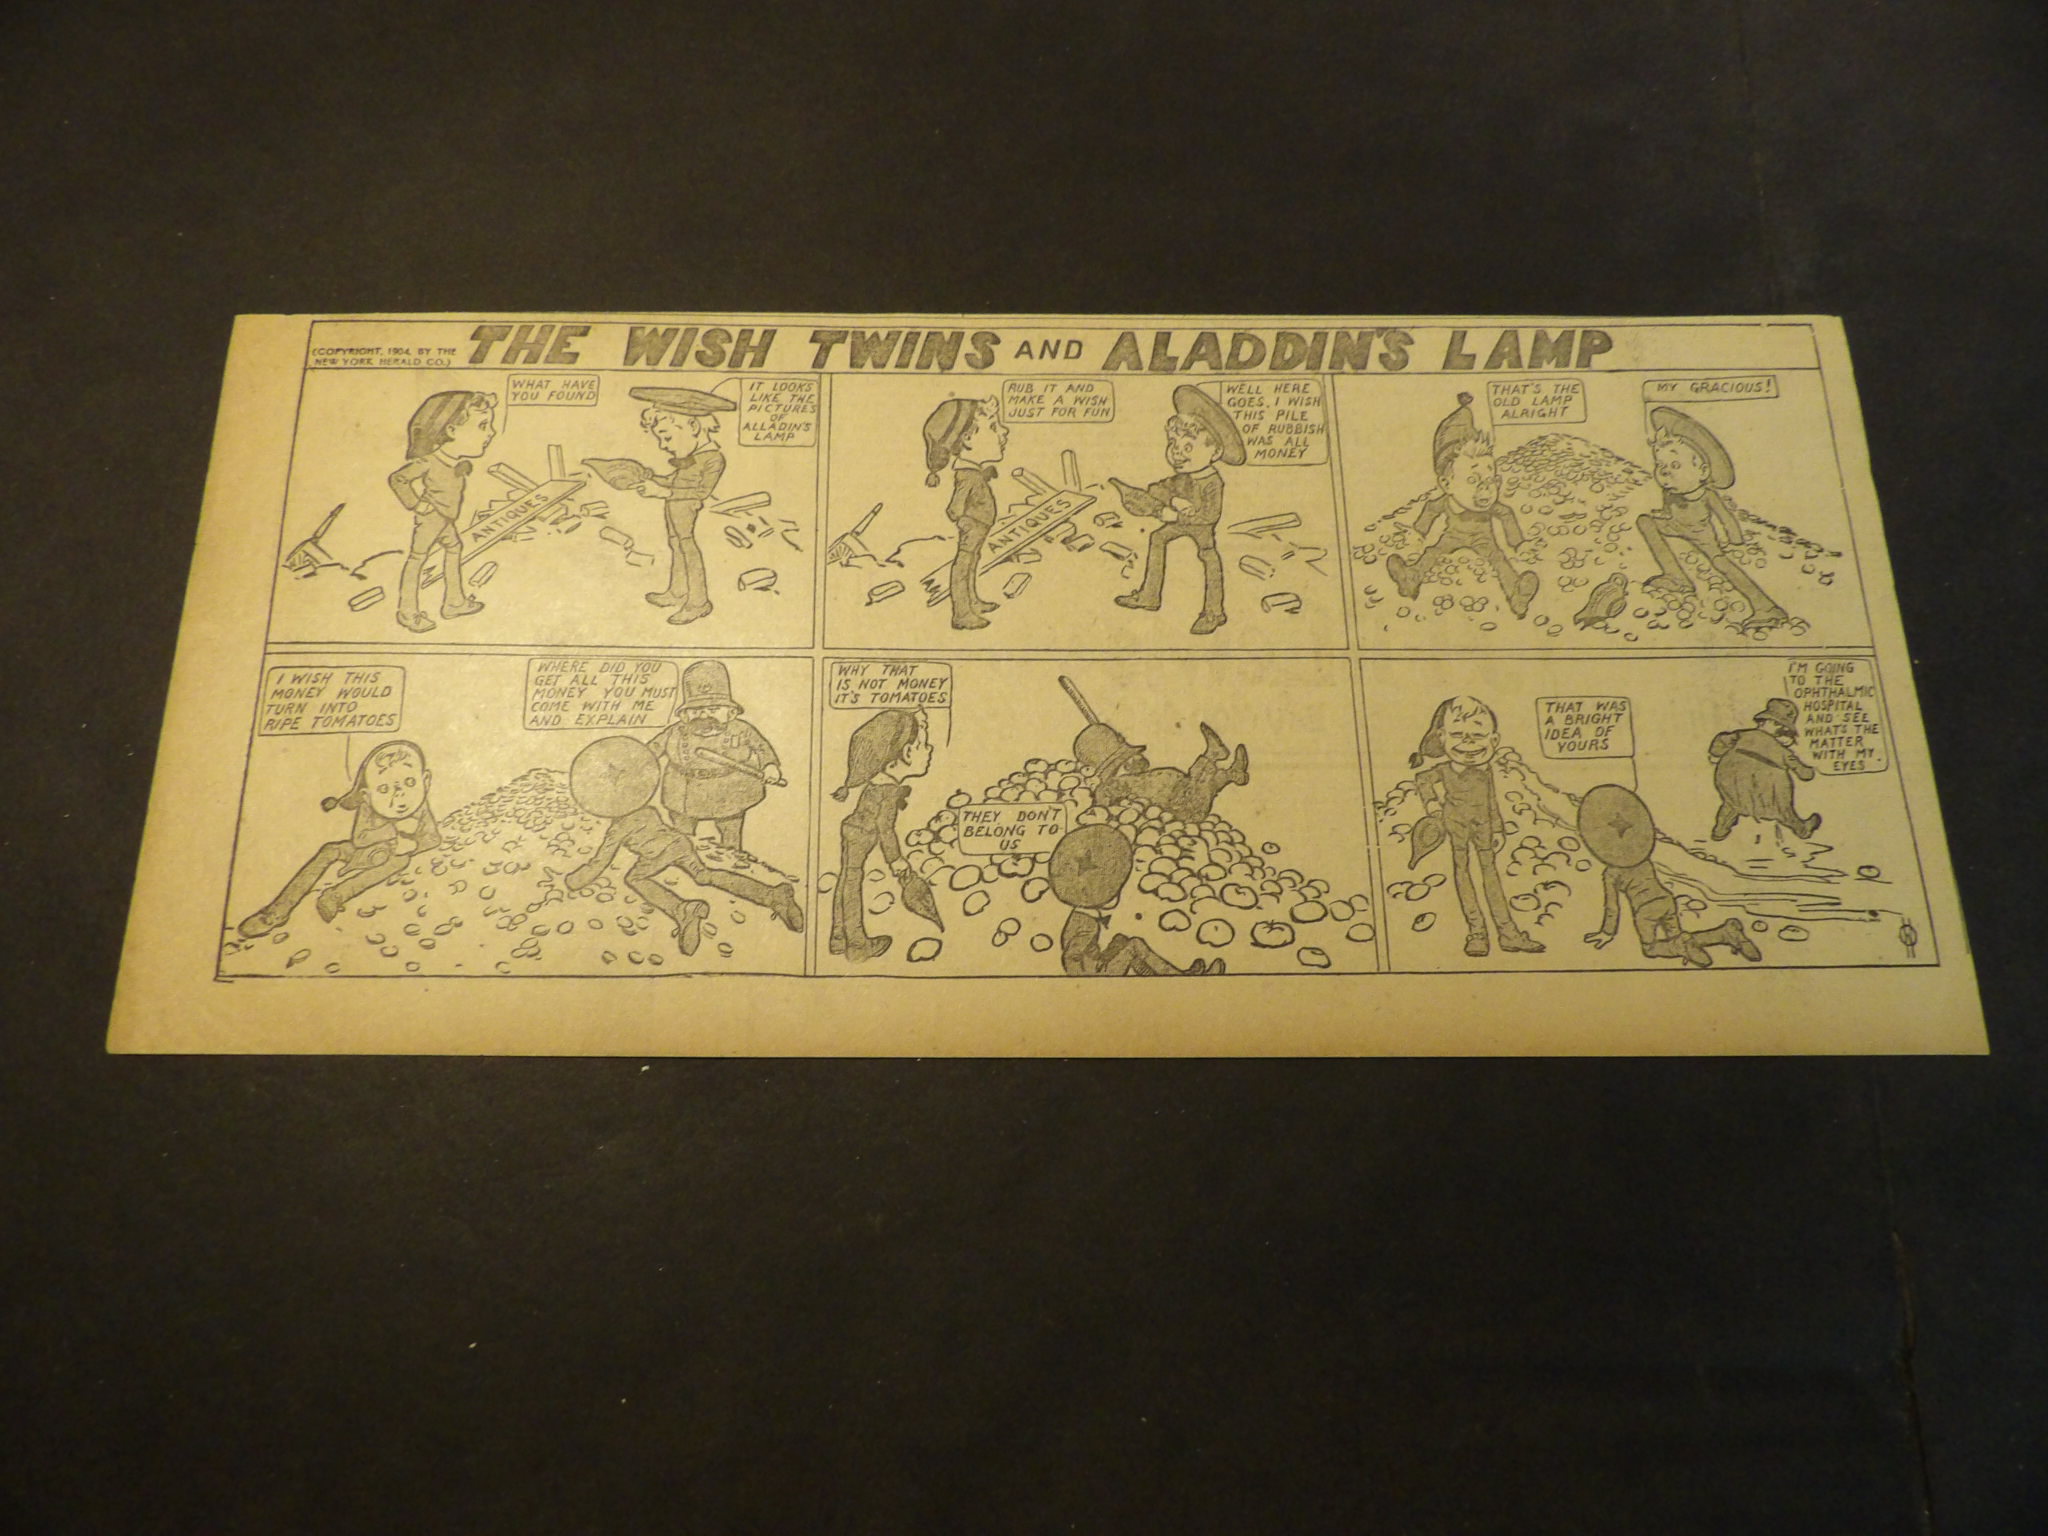 (COPYRIGHT, 1904, BY THE
NEW YORK HERALD CO.)
THE WISH TWINS AND ALADDIN'S LAMP
WHAT HAVE
YOU FOUND
IT LOOKS
LIKE THE
PICTURES
OF
ALLADIN'S
LAMP
ANTIQUES
RUB IT AND
MAKE A WISH
JUST FOR FUN
WELL HERE
GOES. I WISH
THIS PILE
OF RUBBISH
WAS ALL
MONEY
ANTIQUES
THAT'S THE
OLD LAMP
ALRIGHT
MY GRACIOUS!
I WISH THIS
MONEY WOULD
TURN INTO
RIPE TOMATOES
WHERE DID YOU
GET ALL THIS
MONEY YOU MUST
COME WITH ME
AND EXPLAIN
WHY THAT
IS NOT MONEY
IT'S TOMATOES
THEY DON'T
BELONG TO
US
THAT WAS
A BRIGHT
IDEA OF
YOURS
I'M GOING
TO THE
OPHTHALMIC
HOSPITAL
AND SEE
WHAT'S THE
MATTER
WITH MY
EYES